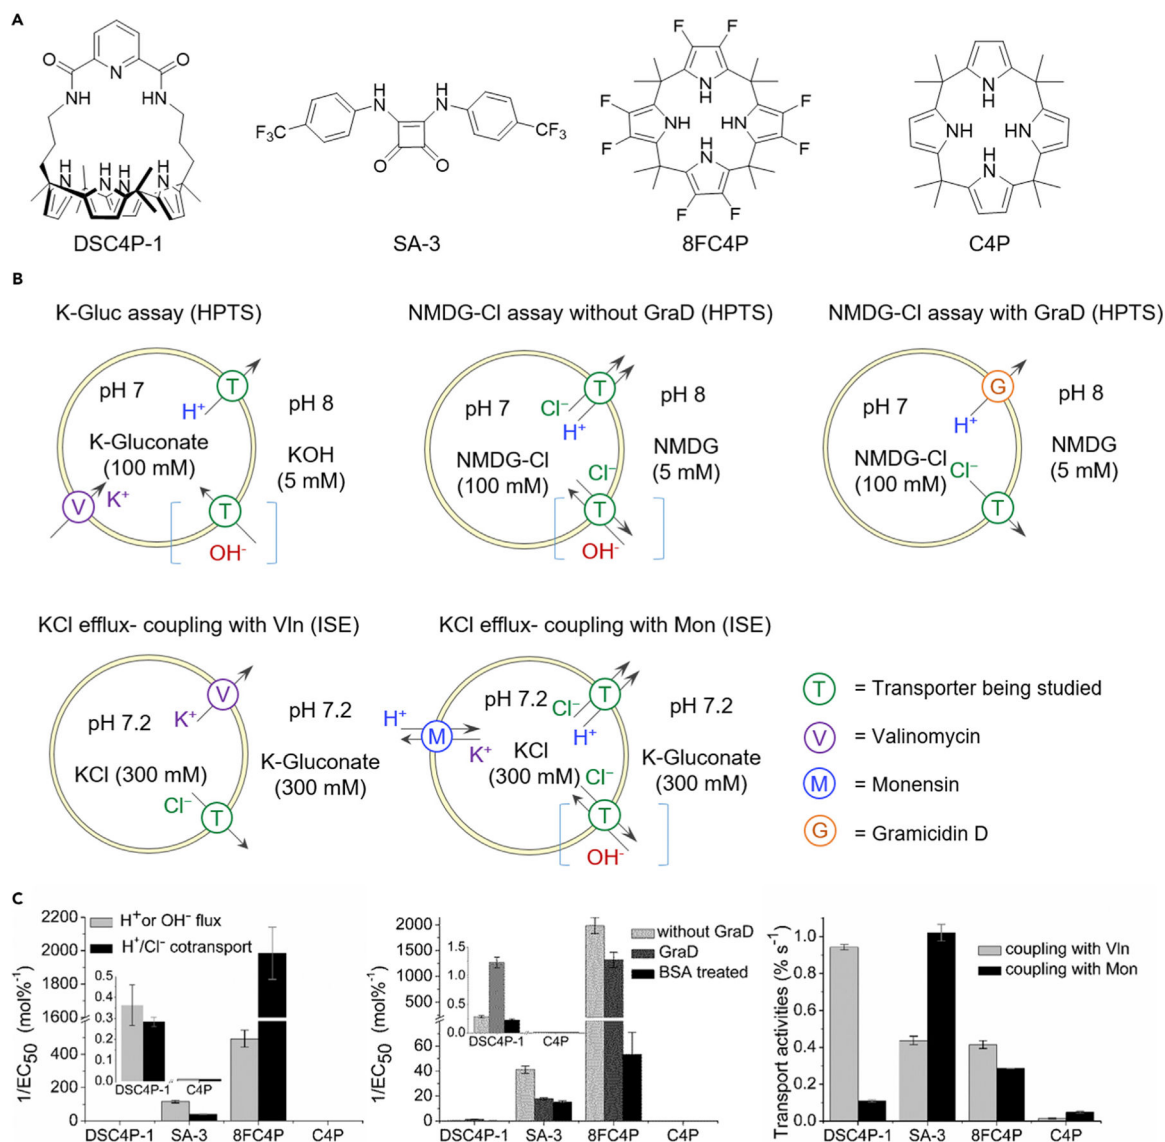 A
O
N
O
NH
HN
H
N
H
N
H
N
H
N
DSC4P-1
H
N
H
N
F₃C
CF₃
O
O
SA-3
F
F
F
F
F
F
F
F
N
H
NH
HN
H
N
8FC4P
N
H
NH
HN
H
N
C4P
B
K-Gluc assay (HPTS)
NMDG-Cl assay without GraD (HPTS)
NMDG-Cl assay with GraD (HPTS)
pH 7
T
H⁺
pH 8
K-Gluconate
(100 mM)
KOH
(5 mM)
V
K⁺
T
OH⁻
pH 7
T
Cl⁻
H⁺
pH 8
NMDG-Cl
(100 mM)
NMDG
(5 mM)
Cl⁻
T
OH⁻
pH 7
G
H⁺
pH 8
NMDG-Cl
(100 mM)
NMDG
(5 mM)
Cl⁻
T
KCl efflux- coupling with Vln (ISE)
KCl efflux- coupling with Mon (ISE)
pH 7.2
V
K⁺
pH 7.2
KCl (300 mM)
K-Gluconate
(300 mM)
Cl⁻
T
H⁺
M
K⁺
pH 7.2
T
Cl⁻
H⁺
pH 7.2
KCl
(300 mM)
K-Gluconate
(300 mM)
Cl⁻
T
OH⁻
T = Transporter being studied
V = Valinomycin
M = Monensin
G = Gramicidin D
C
1/EC₅₀ (mol%⁻¹)
2200
2000
1800
1600
400
200
0
H⁺or OH⁻ flux
H⁺/Cl⁻ cotransport
0.5
0.4
0.3
0.2
0.1
0.0
DSC4P-1 C4P
DSC4P-1 SA-3 8FC4P C4P
1/EC₅₀ (mol%⁻¹)
2000
1750
1500
1250
1000
60
40
20
0
without GraD
GraD
BSA treated
1.5
1.0
0.5
0.0
DSC4P-1 C4P
DSC4P-1 SA-3 8FC4P C4P
Transport activities (% s⁻¹)
1.0
0.8
0.6
0.4
0.2
0.0
coupling with Vln
coupling with Mon
DSC4P-1 SA-3 8FC4P C4P